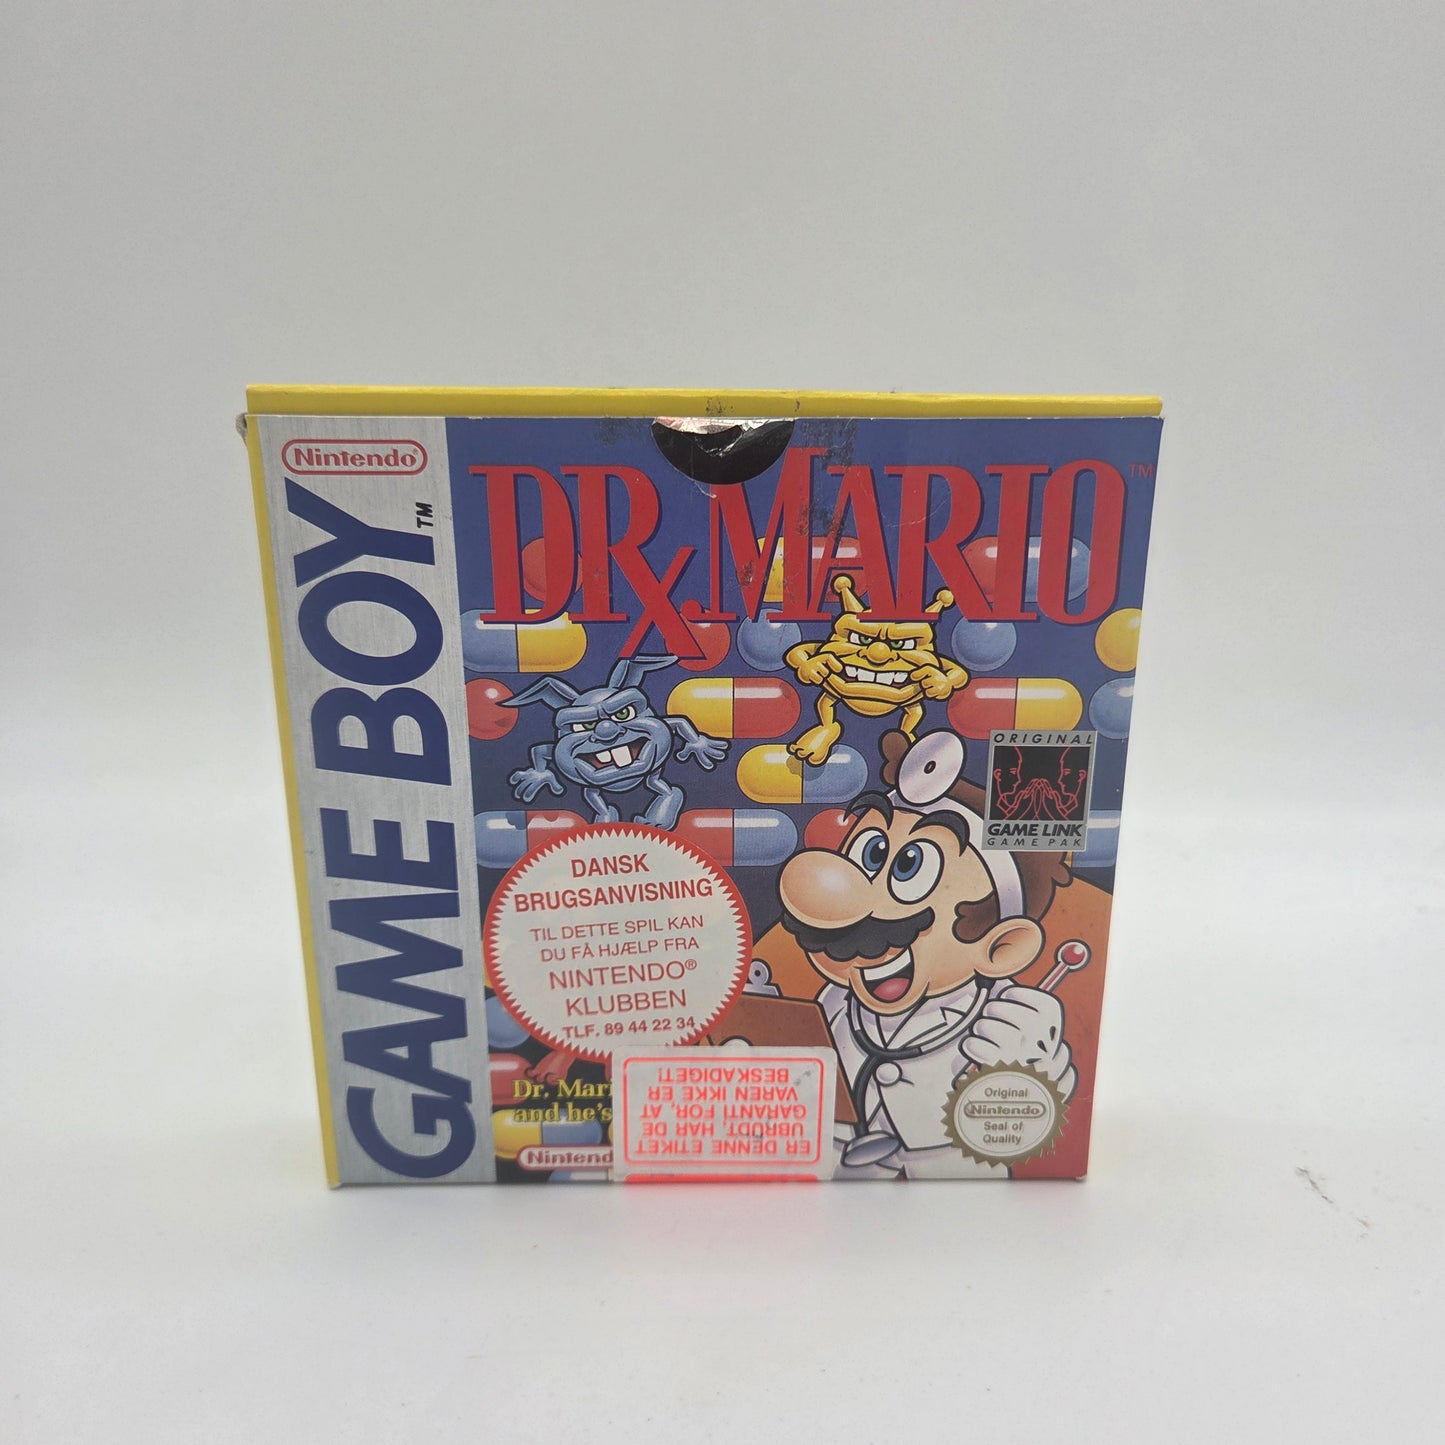 Nintendo®
GAME BOY™
DR. MARIO™
ORIGINAL
GAME LINK
GAME PAK
DANSK
BRUGSANVISNING
TIL DETTE SPIL KAN
DU FÅ HJÆLP FRA
NINTENDO®
KLUBBEN
TLF. 89 44 22 34
Dr. Mari
and he's
Nintend
ER DENNE ETIKET
UBRUDT, HAR DE
GARANTI FOR, AT
VAREN IKKE ER
BESKADIGET!
Original
Nintendo
Seal of
Quality